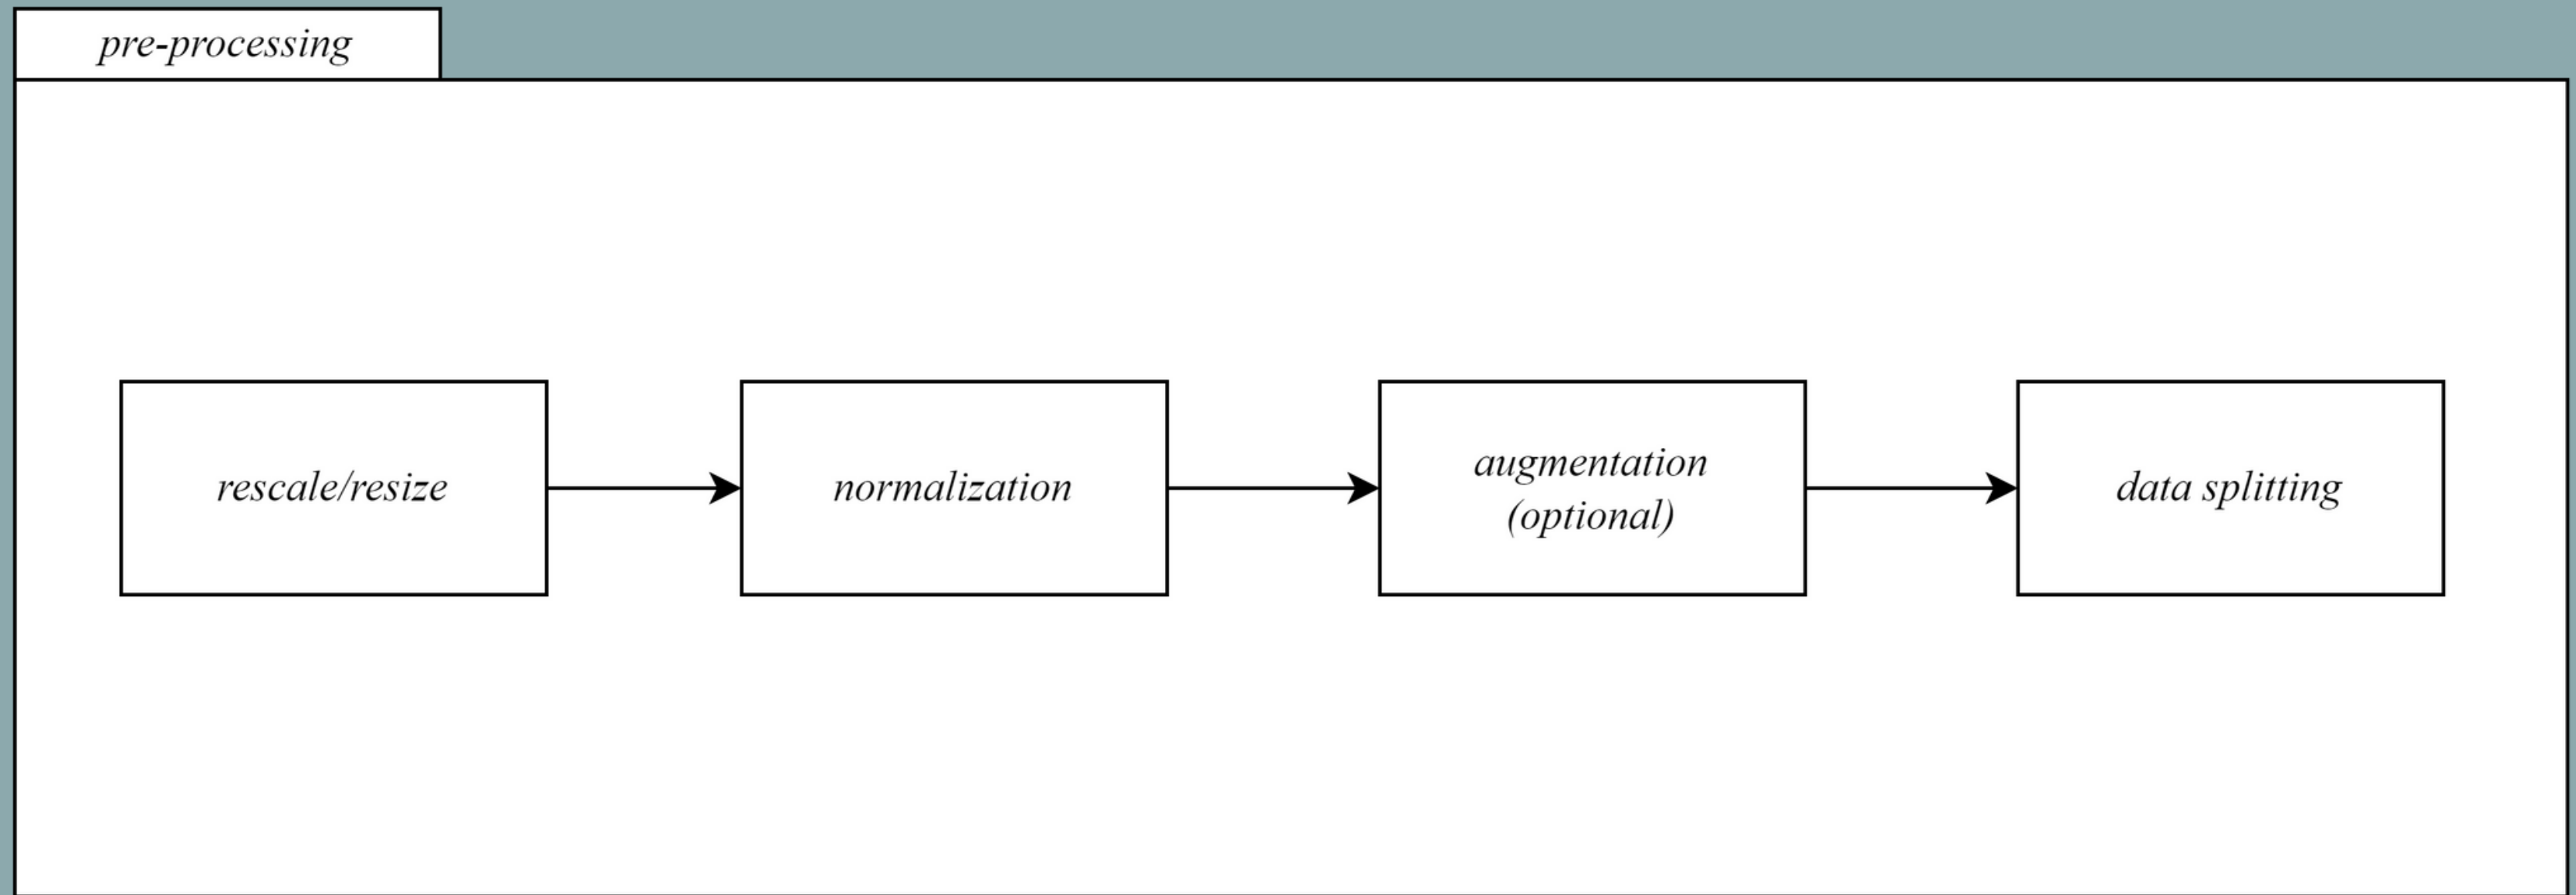 pre-processing
rescale/resize
normalization
augmentation
(optional)
data splitting